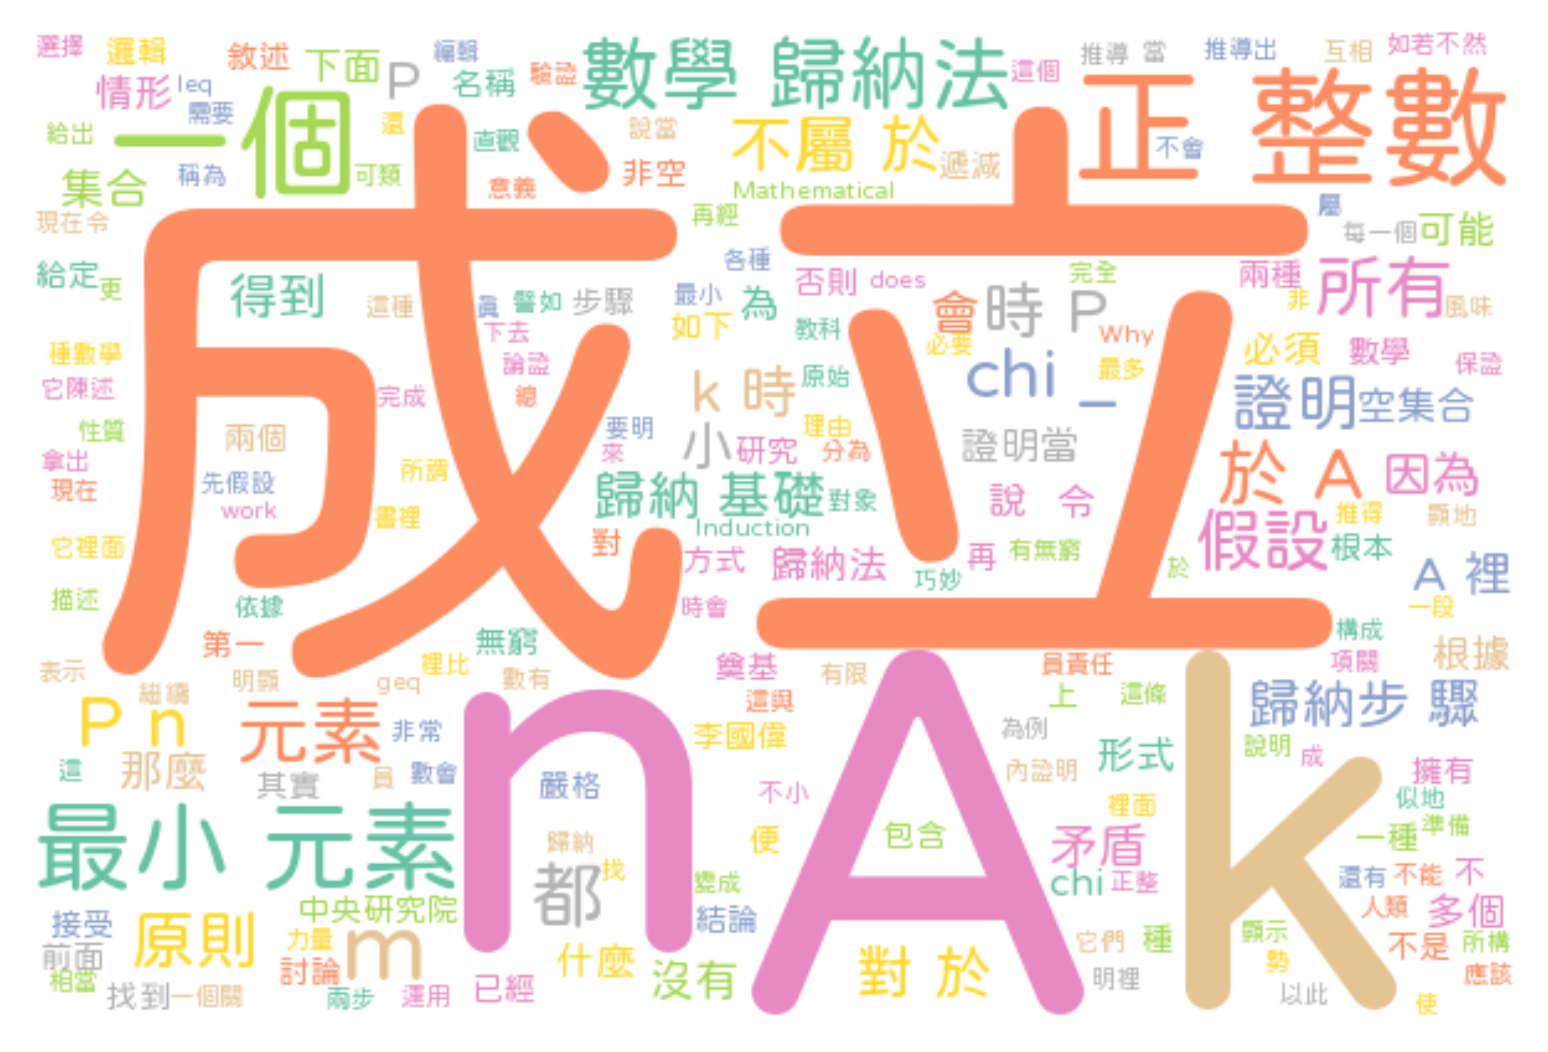 選擇 邏輯 敘述 下面 P 編輯 名稱 驗證 數學 歸納法 這個 推導 當 推導出 互相 如若不然
情形 leq 需要 一個 還 直觀 說當 不屬 於 遞減 正 不會 整數
給出 集合 稱為 可類 意義 非空 Mathematical
現在令 再經 屬 每一個 可能
成立
給定 更 得到 這種 員 譬如 步驟 各種 最小 為 否則 does 完全 兩種 非 所有 風味
下去 如下 教科 會 時 P 必要 Why 必須 數學 保證
種數學 論證 chi _ 最多
它陳述 完成 總 k 時 原始 證明 空集合
性質 兩個 要明 小 研究 理由 分為 證明當 於 A 因為
拿出 所謂 來
現在 先假設 work 書裡 歸納 基礎 對象 說 令 推得 顯地
Induction 假設 根本
它裡面 對 方式 歸納法 再 有無窮 於 A 裡
巧妙
描述 依據 時會 一段
第一 無窮 構成
表示 明顯 裡比 geq 數有 奠基 有限 員責任 項關 根據
繼續 這與 上 這條 歸納步 驟
P n 元素 非常 n 李國偉 A 為例 k 說明 成
這 那麼 其實 員 數會 嚴格 不小 內證明 形式 擁有
裡面 似地
最小 元素 歸納 便 包含 矛盾 一種 準備
都 找 變成 chi 正整 還有 不能 不
中央研究院 人類 多個
接受 原則 結論 顯示 不是 所構
前面 力量 m 什麼 對 於 它們 種 勢
相當 討論 沒有 明裡 應該
找到 一個關 兩步 運用 已經 以此 使